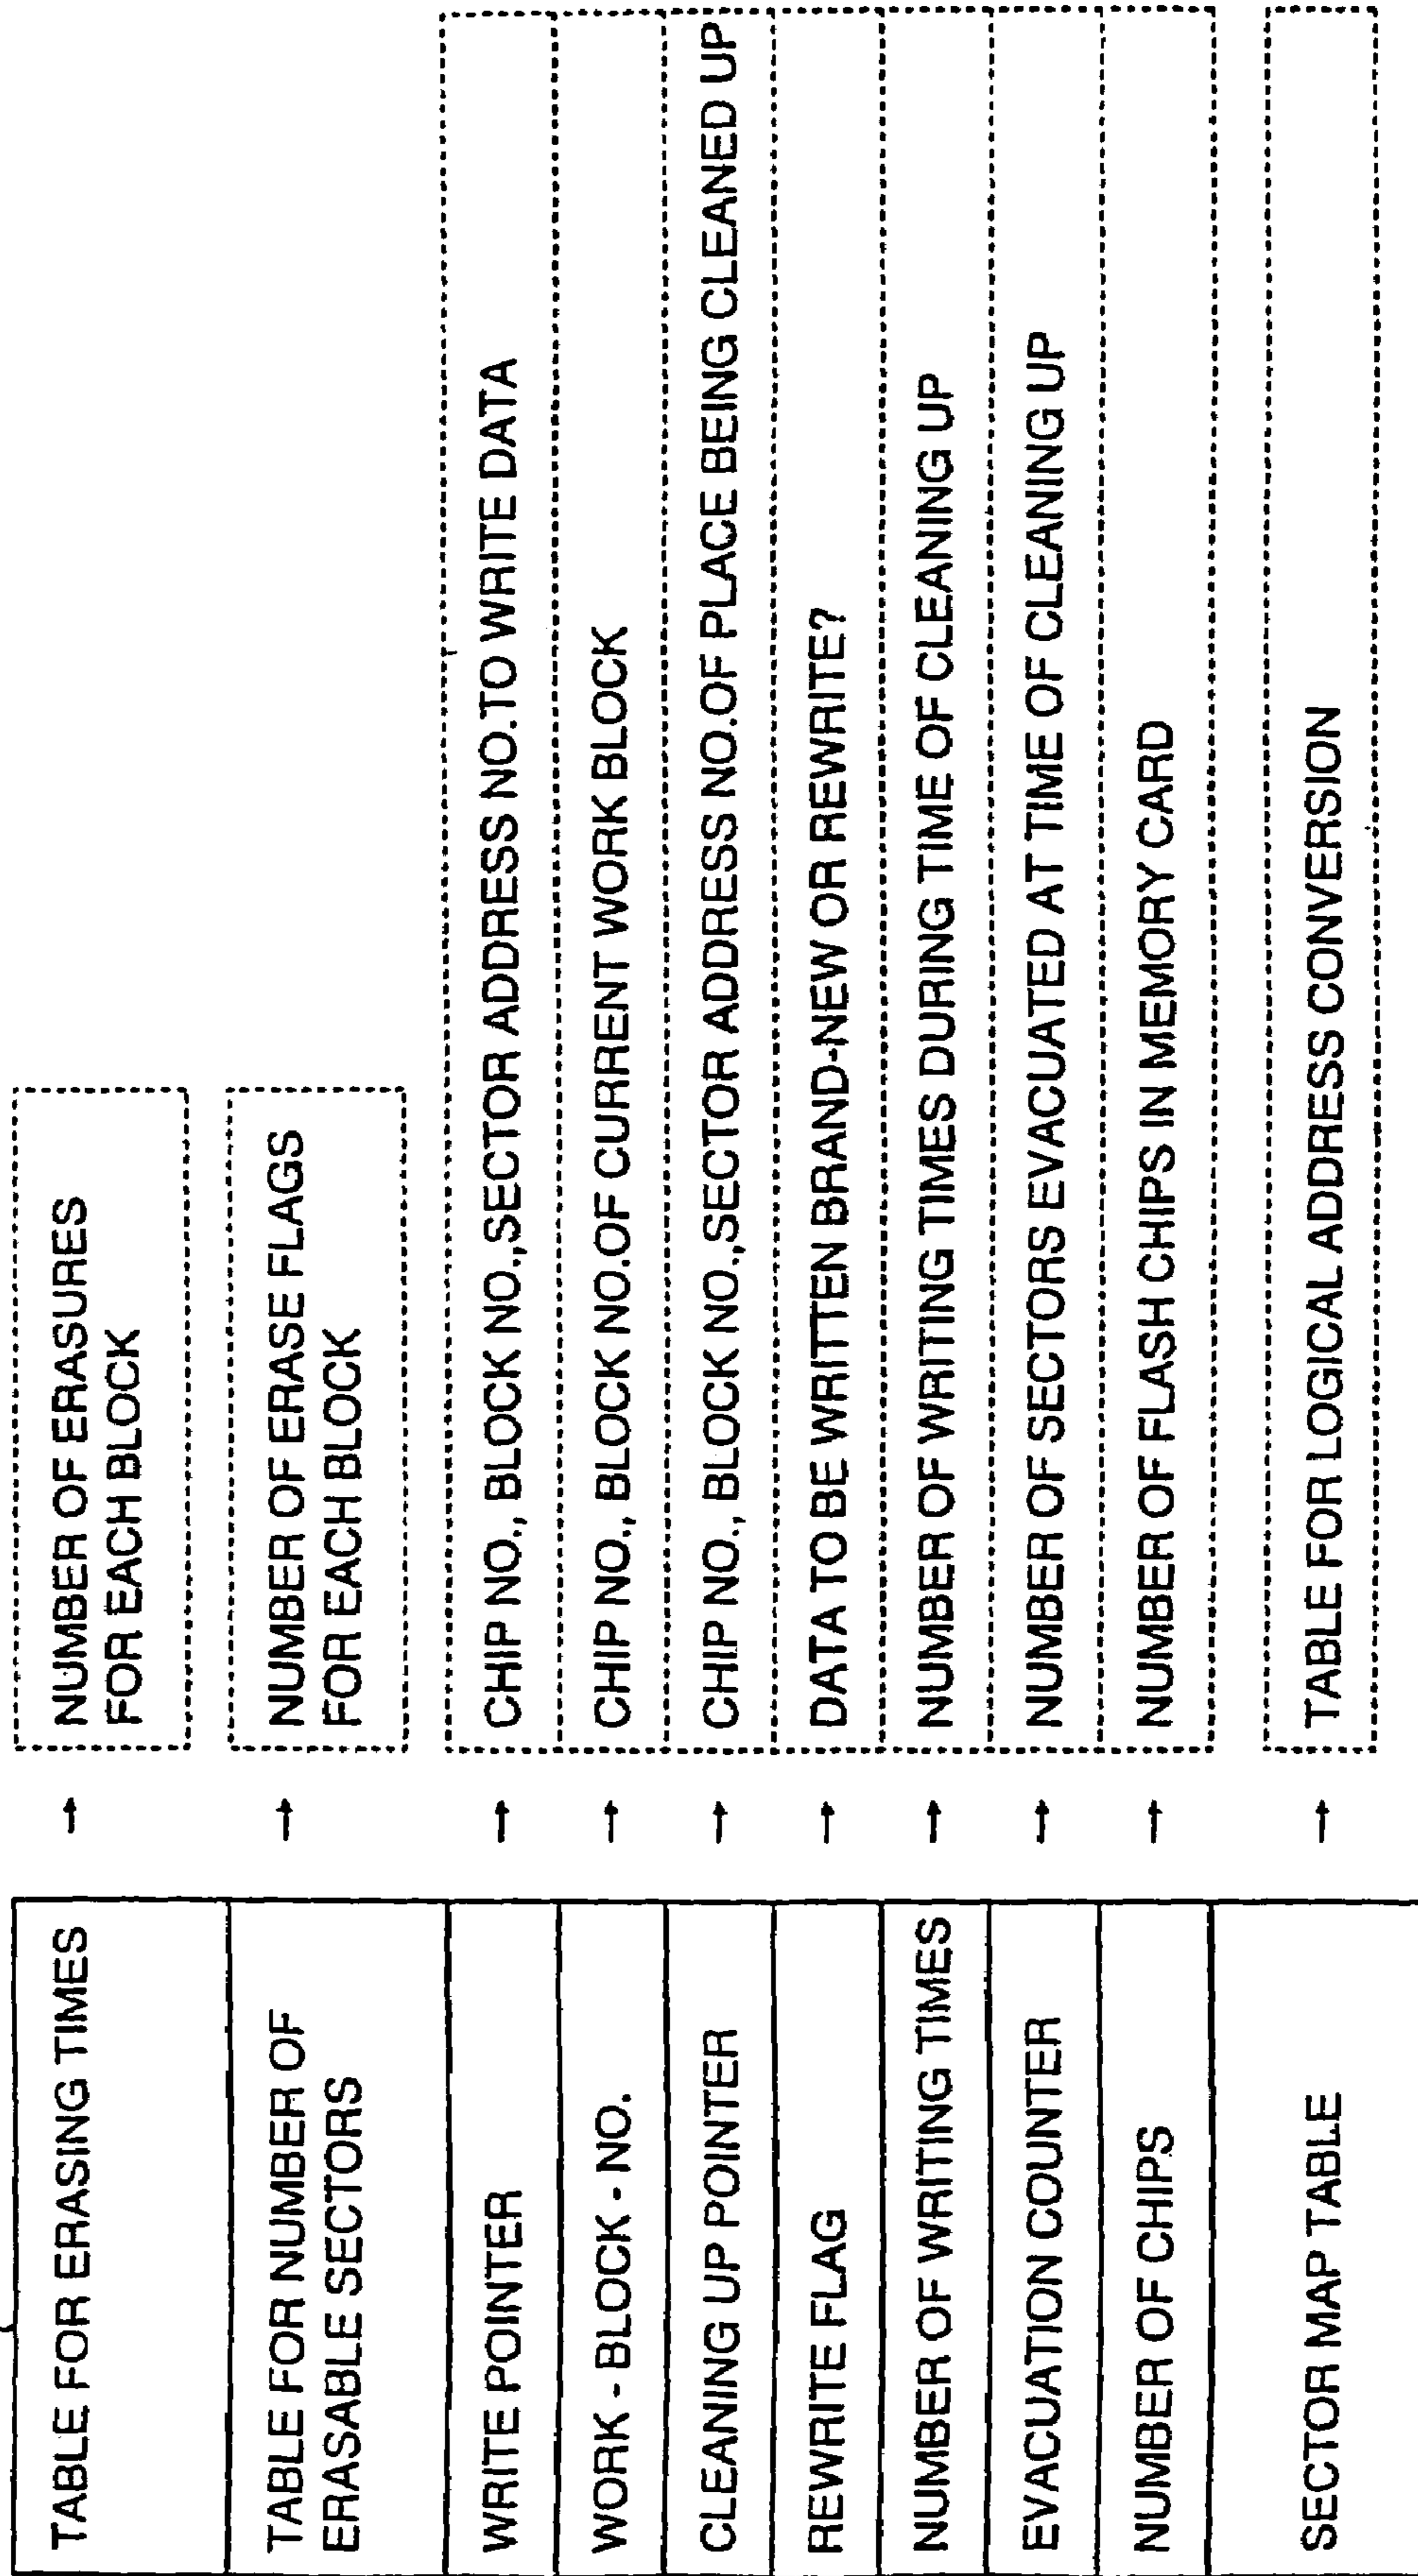 TABLE FOR ERASING TIMES
→
NUMBER OF ERASURES
FOR EACH BLOCK
TABLE FOR NUMBER OF
ERASABLE SECTORS
→
NUMBER OF ERASE FLAGS
FOR EACH BLOCK
WRITE POINTER
→
CHIP NO., BLOCK NO.,SECTOR ADDRESS NO.TO WRITE DATA
WORK - BLOCK - NO.
→
CHIP NO., BLOCK NO.OF CURRENT WORK BLOCK
CLEANING UP POINTER
→
CHIP NO., BLOCK NO.,SECTOR ADDRESS NO.OF PLACE BEING CLEANED UP
REWRITE FLAG
→
DATA TO BE WRITTEN BRAND-NEW OR REWRITE?
NUMBER OF WRITING TIMES
→
NUMBER OF WRITING TIMES DURING TIME OF CLEANING UP
EVACUATION COUNTER
→
NUMBER OF SECTORS EVACUATED AT TIME OF CLEANING UP
NUMBER OF CHIPS
→
NUMBER OF FLASH CHIPS IN MEMORY CARD
SECTOR MAP TABLE
→
TABLE FOR LOGICAL ADDRESS CONVERSION